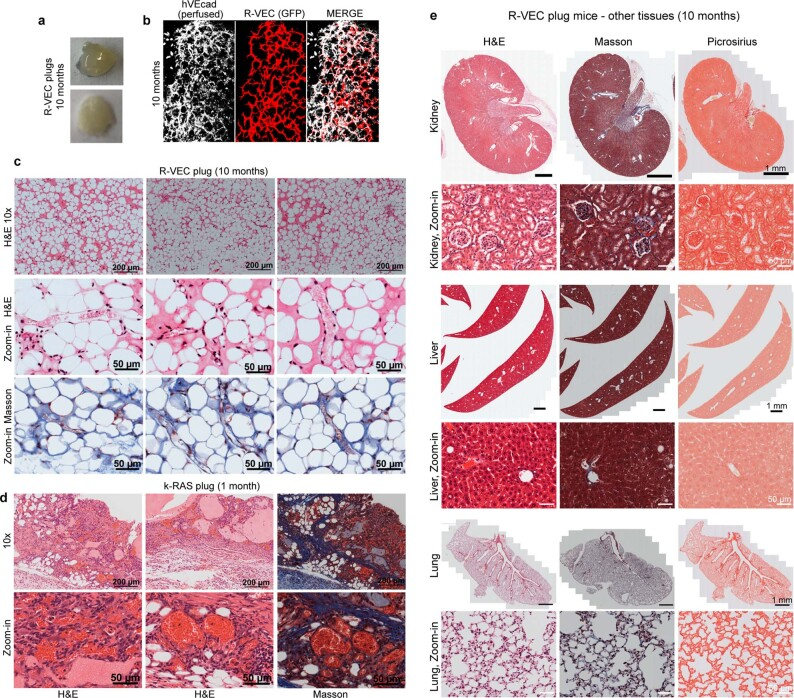 a
R-VEC plugs
10 months
b
hVEcad
(perfused)
R-VEC (GFP)
MERGE
10 months
c
R-VEC plug (10 months)
H&E 10x
200 µm
200 µm
200 µm
H&E
Zoom-in
50 µm
50 µm
50 µm
Zoom-in Masson
50 µm
50 µm
50 µm
d
k-RAS plug (1 month)
10x
200 µm
200 µm
200 µm
Zoom-in
50 µm
50 µm
50 µm
H&E
H&E
Masson
e
R-VEC plug mice - other tissues (10 months)
H&E
Masson
Picrosirius
Kidney
1 mm
Kidney, Zoom-in
50 µm
Liver
1 mm
Liver, Zoom-in
50 µm
Lung
1 mm
Lung, Zoom-in